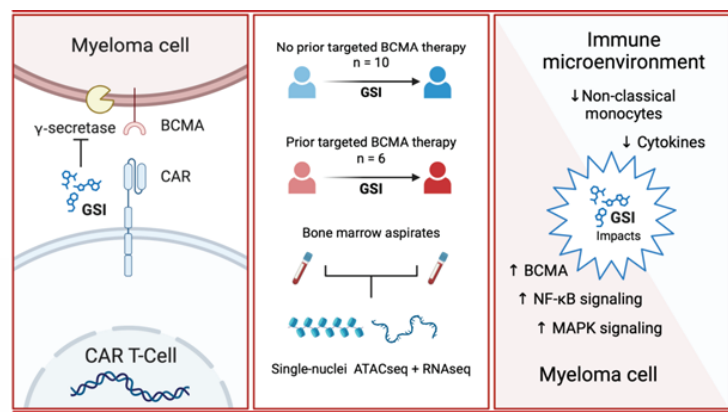 Myeloma cell
γ-secretase
BCMA
CAR
GSI
CAR T-Cell
No prior targeted BCMA therapy
n = 10
GSI
Prior targeted BCMA therapy
n = 6
GSI
Bone marrow aspirates
Single-nuclei ATACseq + RNAseq
Immune
microenvironment
↓Non-classical
monocytes
↓ Cytokines
GSI
Impacts
↑ BCMA
↑ NF-κB signaling
↑ MAPK signaling
Myeloma cell